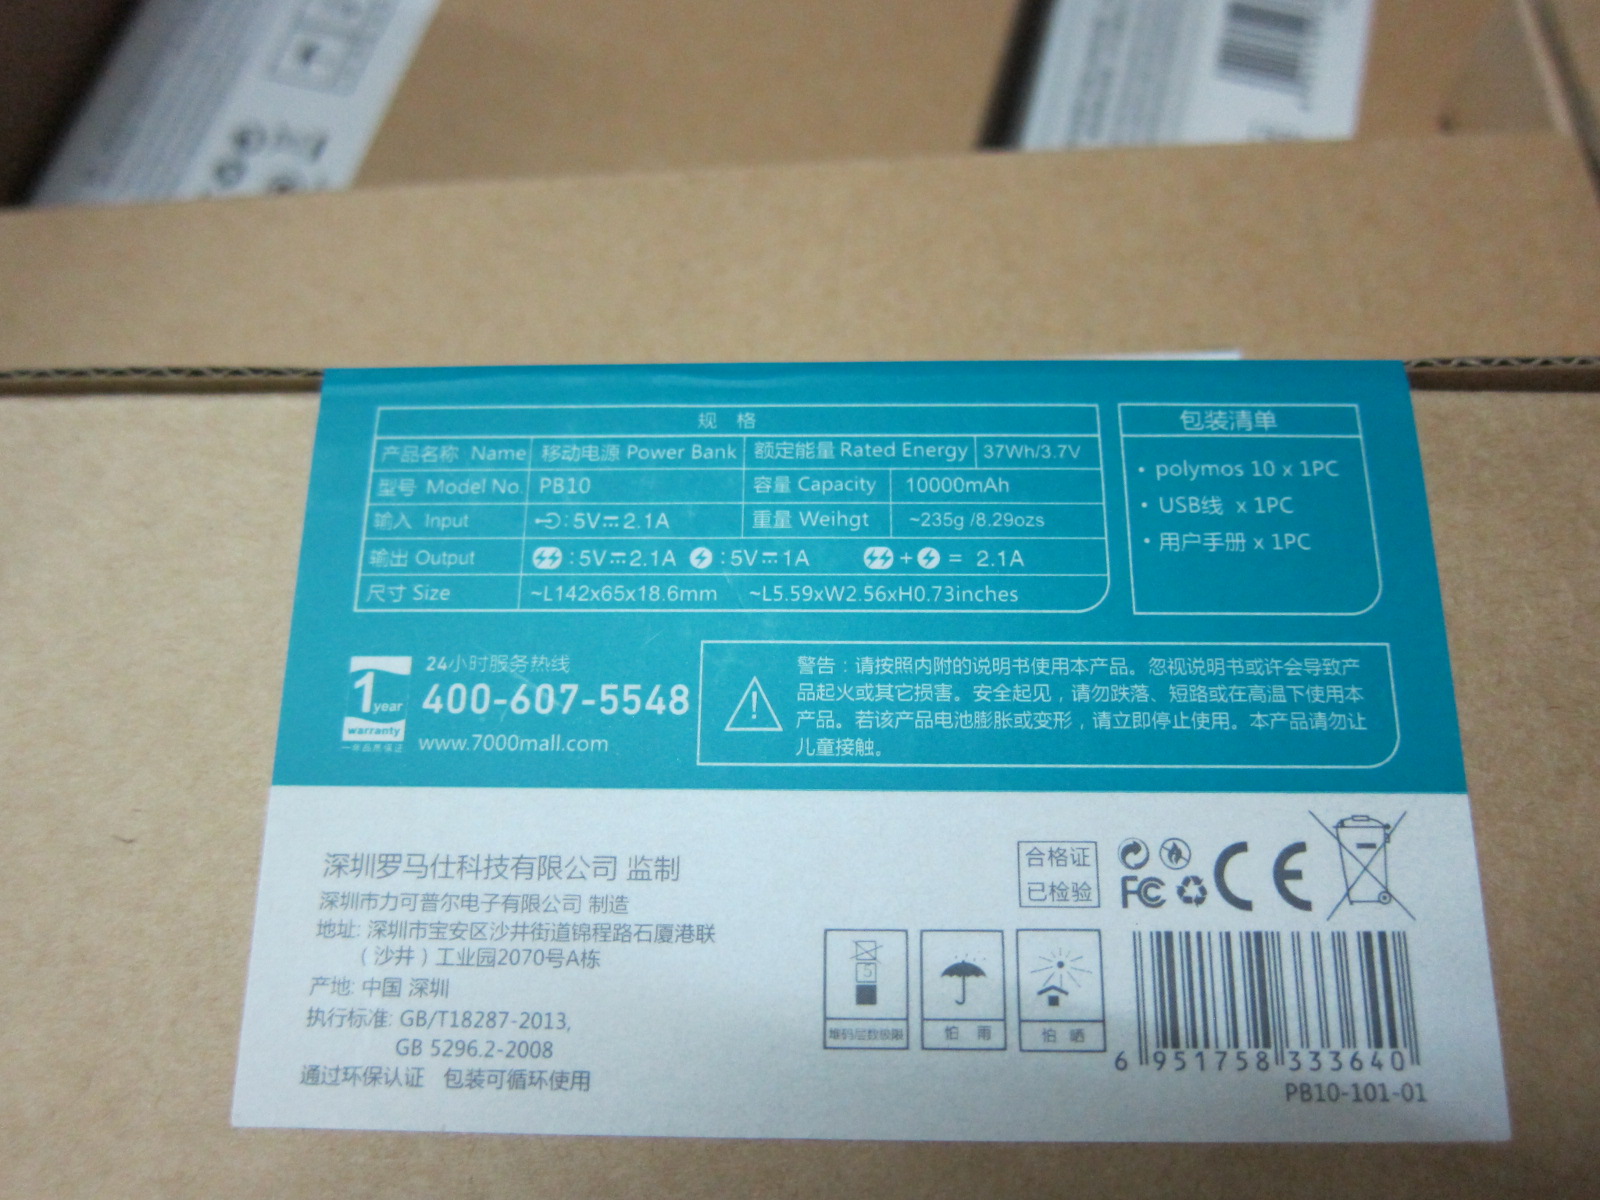 规 格
产品名称 Name 移动电源 Power Bank 额定能量 Rated Energy 37Wh/3.7V
型号 Model No. PB10 容量 Capacity 10000mAh
输入 Input :5V⎓2.1A 重量 Weihgt ~235g /8.29ozs
输出 Output :5V⎓2.1A :5V⎓1A + = 2.1A
尺寸 Size ~L142x65x18.6mm ~L5.59xW2.56xH0.73inches
包装清单
• polymos 10 x 1PC
• USB线 x 1PC
• 用户手册 x 1PC
1 year
warranty
一年品质保证
24小时服务热线
400-607-5548
www.7000mall.com
警告：请按照内附的说明书使用本产品。忽视说明书或许会导致产
品起火或其它损害。安全起见，请勿跌落、短路或在高温下使用本
产品。若该产品电池膨胀或变形，请立即停止使用。本产品请勿让
儿童接触。
深圳罗马仕科技有限公司 监制
深圳市力可普尔电子有限公司 制造
地址: 深圳市宝安区沙井街道锦程路石厦港联
（沙井）工业园2070号A栋
产地: 中国 深圳
执行标准: GB/T18287-2013,
GB 5296.2-2008
通过环保认证 包装可循环使用
合格证
已检验
FC CE
5
堆码层数极限
怕 雨
怕 晒
6 951758 333640
PB10-101-01